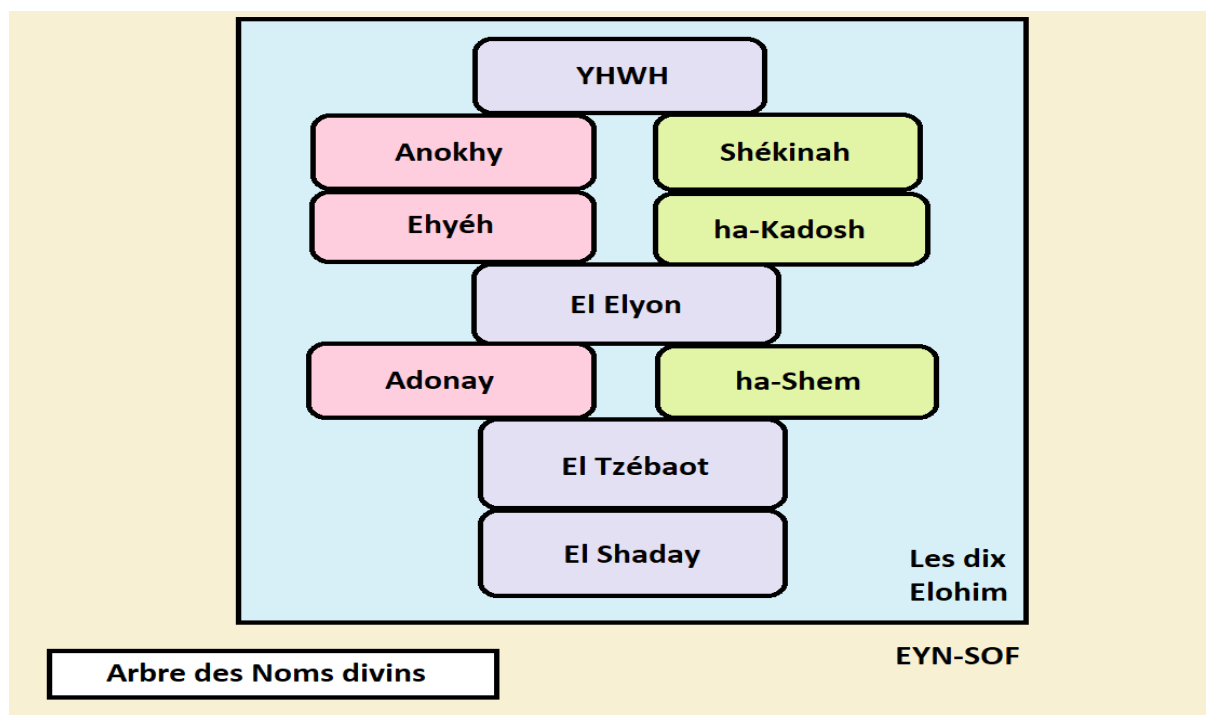 YHWH
Anokhy
Shékinah
Ehyéh
ha-Kadosh
El Elyon
Adonay
ha-Shem
El Tzébaot
El Shaday
Les dix
Elohim
EYN-SOF
Arbre des Noms divins